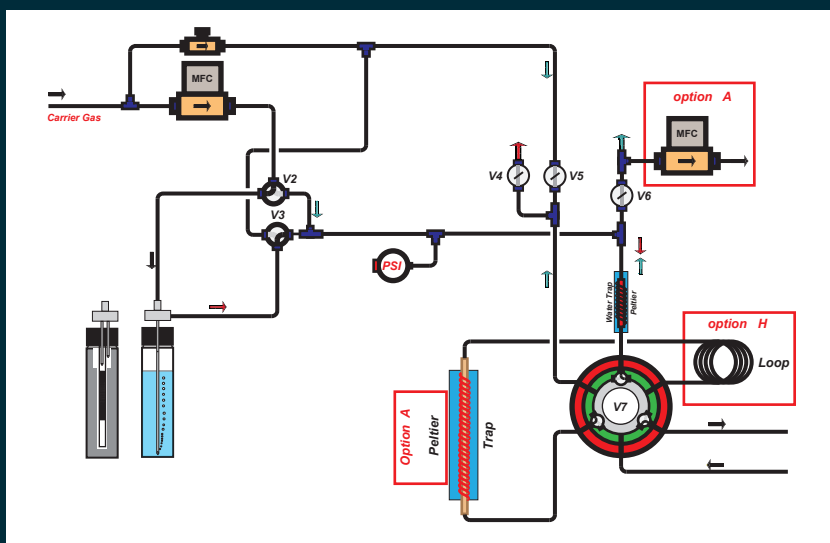 MFC
Carrier Gas
option A
MFC
V2
V4
V5
V6
V3
PSI
Water Trap
Peltier
option H
Loop
Option A
Peltier
Trap
V7